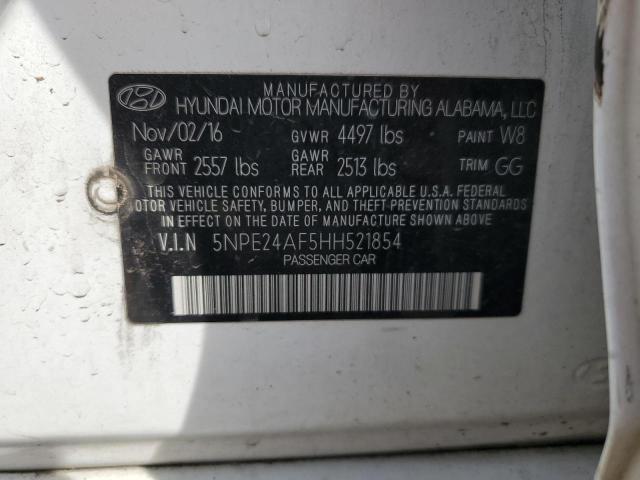 MANUFACTURED BY
HYUNDAI MOTOR MANUFACTURING ALABAMA, LLC
Nov/02/16 GVWR 4497 lbs PAINT W8
GAWR FRONT 2557 lbs GAWR REAR 2513 lbs TRIM GG
THIS VEHICLE CONFORMS TO ALL APPLICABLE U.S.A. FEDERAL
MOTOR VEHICLE SAFETY, BUMPER, AND THEFT PREVENTION STANDARDS
IN EFFECT ON THE DATE OF MANUFACTURE SHOWN ABOVE.
V.I.N 5NPE24AF5HH521854
PASSENGER CAR